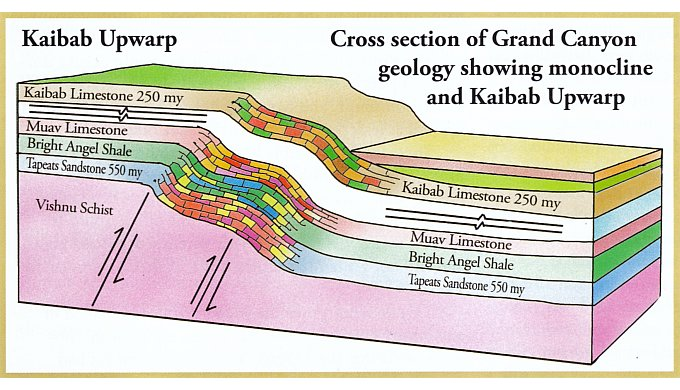 Kaibab Upwarp
Cross section of Grand Canyon
geology showing monocline
and Kaibab Upwarp
Kaibab Limestone 250 my
Muav Limestone
Bright Angel Shale
Tapeats Sandstone 550 my
Vishnu Schist
Kaibab Limestone 250 my
Muav Limestone
Bright Angel Shale
Tapeats Sandstone 550 my